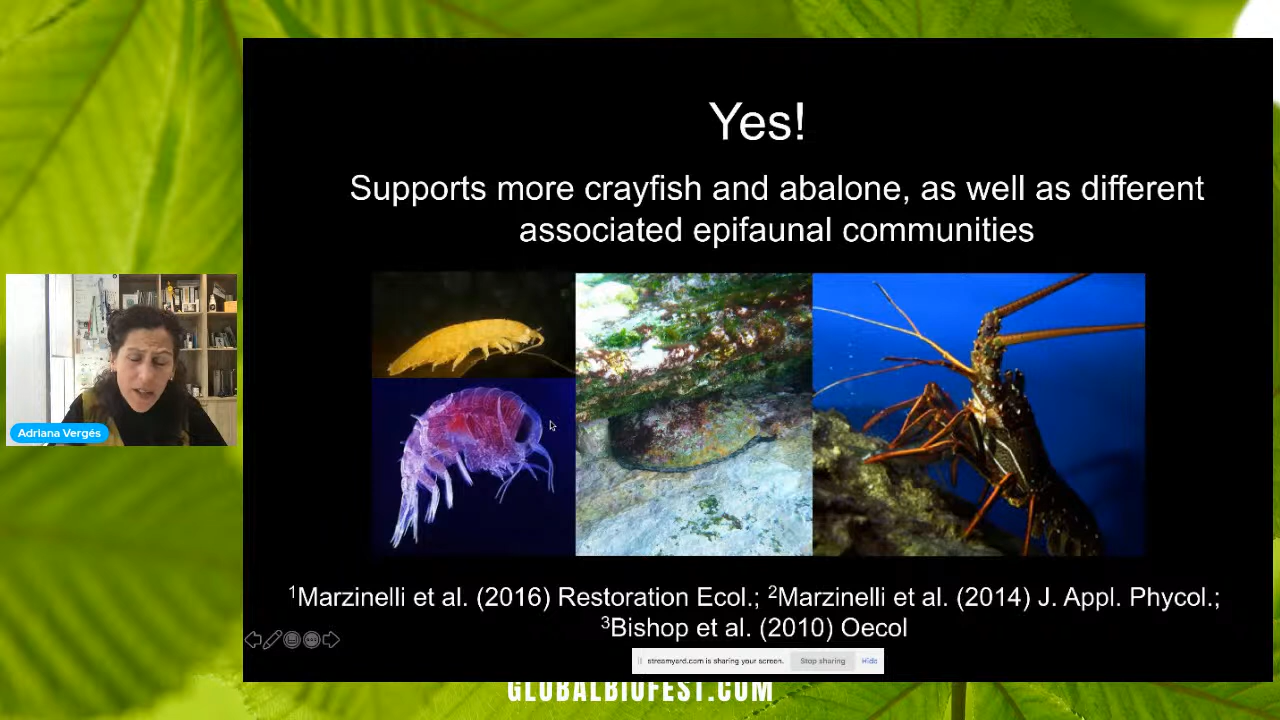 Yes!
Supports more crayfish and abalone, as well as different
associated epifaunal communities
Adriana Vergés
¹Marzinelli et al. (2016) Restoration Ecol.; ²Marzinelli et al. (2014) J. Appl. Phycol.;
³Bishop et al. (2010) Oecol
streamyard.com is sharing your screen. Stop sharing Hide
GLOBALBIOFEST.COM